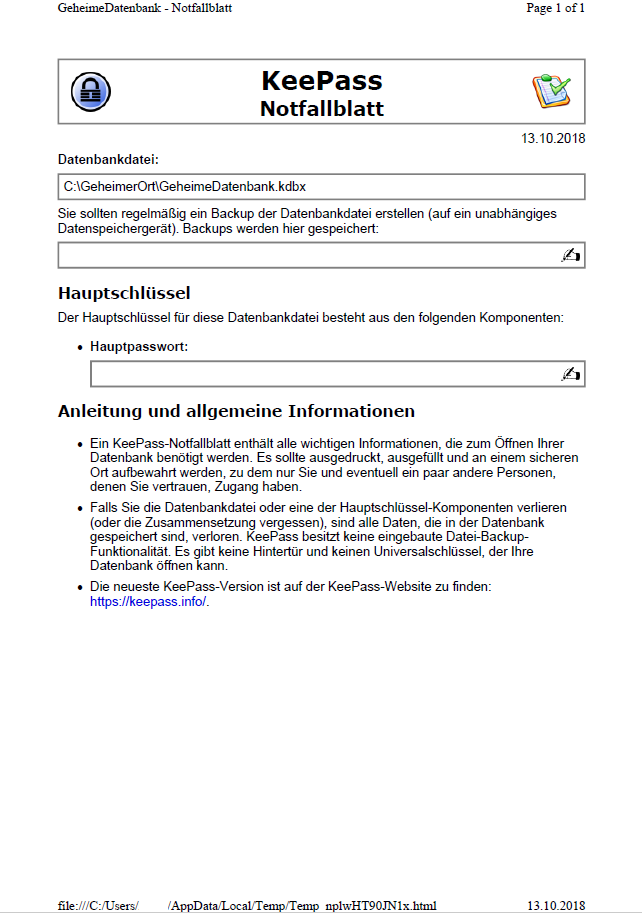 GeheimeDatenbank - Notfallblatt
Page 1 of 1
KeePass
Notfallblatt
13.10.2018
Datenbankdatei:
C:\GeheimerOrt\GeheimeDatenbank.kdbx
Sie sollten regelmäßig ein Backup der Datenbankdatei erstellen (auf ein unabhängiges
Datenspeichergerät). Backups werden hier gespeichert:
Hauptschlüssel
Der Hauptschlüssel für diese Datenbankdatei besteht aus den folgenden Komponenten:
• Hauptpasswort:
Anleitung und allgemeine Informationen
• Ein KeePass-Notfallblatt enthält alle wichtigen Informationen, die zum Öffnen Ihrer
Datenbank benötigt werden. Es sollte ausgedruckt, ausgefüllt und an einem sicheren
Ort aufbewahrt werden, zu dem nur Sie und eventuell ein paar andere Personen,
denen Sie vertrauen, Zugang haben.
• Falls Sie die Datenbankdatei oder eine der Hauptschlüssel-Komponenten verlieren
(oder die Zusammensetzung vergessen), sind alle Daten, die in der Datenbank
gespeichert sind, verloren. KeePass besitzt keine eingebaute Datei-Backup-
Funktionalität. Es gibt keine Hintertür und keinen Universalschlüssel, der Ihre
Datenbank öffnen kann.
• Die neueste KeePass-Version ist auf der KeePass-Website zu finden:
https://keepass.info/.
file:///C:/Users/ /AppData/Local/Temp/Temp_nplwHT90JN1x.html
13.10.2018